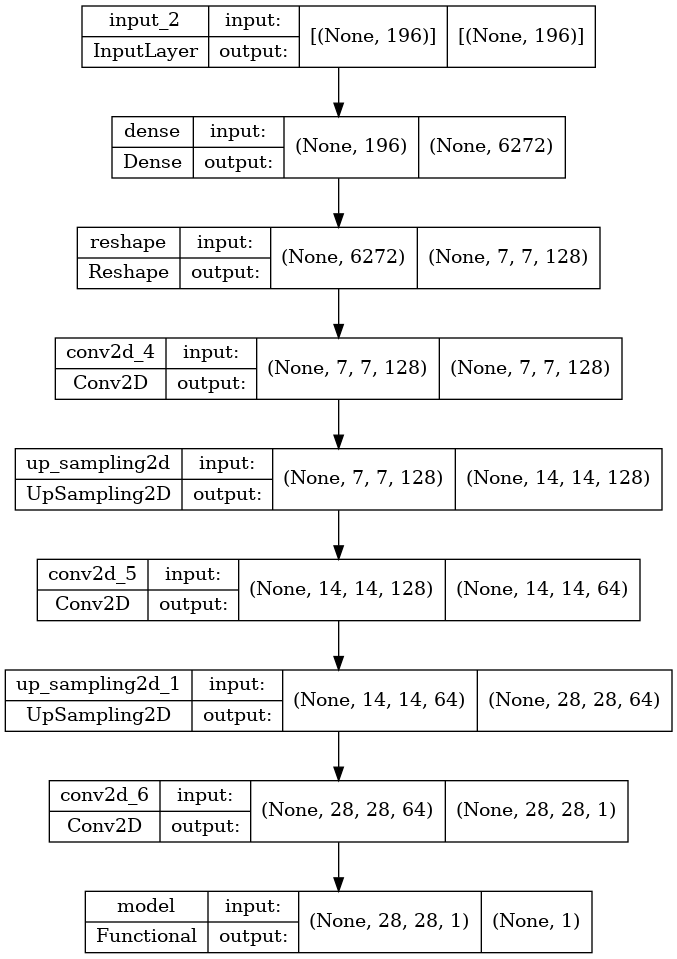 input_2 input: [(None, 196)] [(None, 196)]
InputLayer output:
dense input: (None, 196) (None, 6272)
Dense output:
reshape input: (None, 6272) (None, 7, 7, 128)
Reshape output:
conv2d_4 input: (None, 7, 7, 128) (None, 7, 7, 128)
Conv2D output:
up_sampling2d input: (None, 7, 7, 128) (None, 14, 14, 128)
UpSampling2D output:
conv2d_5 input: (None, 14, 14, 128) (None, 14, 14, 64)
Conv2D output:
up_sampling2d_1 input: (None, 14, 14, 64) (None, 28, 28, 64)
UpSampling2D output:
conv2d_6 input: (None, 28, 28, 64) (None, 28, 28, 1)
Conv2D output:
model input: (None, 28, 28, 1) (None, 1)
Functional output: